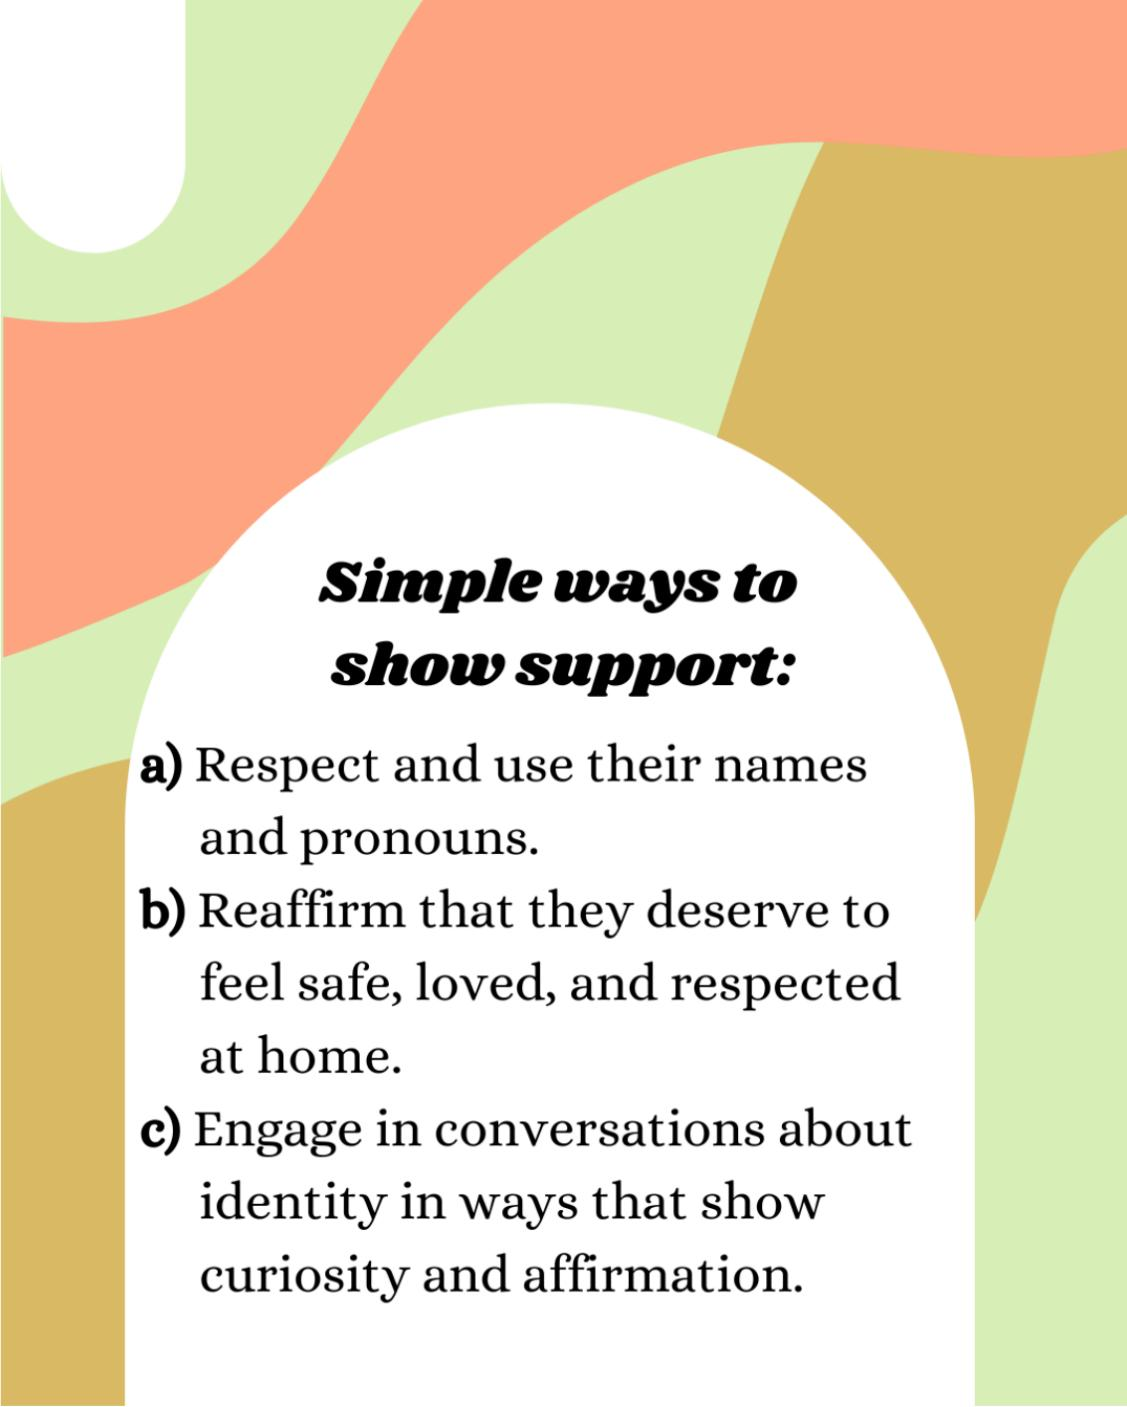 Simple ways to
show support:
a) Respect and use their names
and pronouns.
b) Reaffirm that they deserve to
feel safe, loved, and respected
at home.
c) Engage in conversations about
identity in ways that show
curiosity and affirmation.